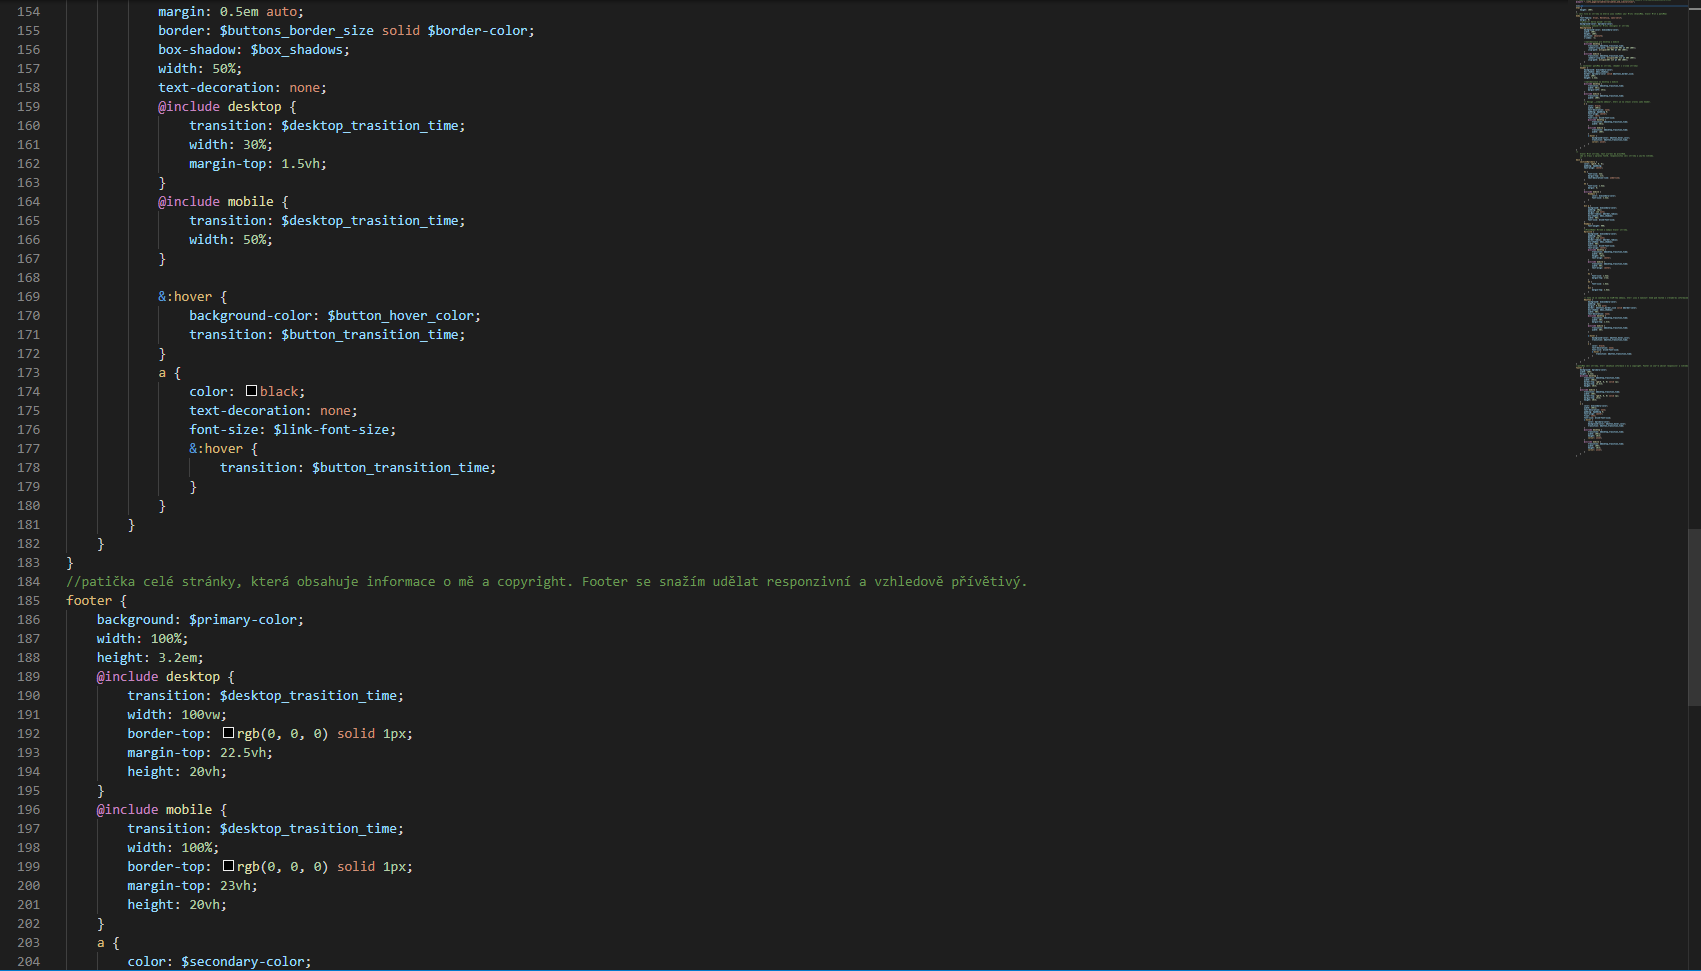 154 margin: 0.5em auto;
155 border: $buttons_border_size solid $border-color;
156 box-shadow: $box_shadows;
157 width: 50%;
158 text-decoration: none;
159 @include desktop {
160 transition: $desktop_trasition_time;
161 width: 30%;
162 margin-top: 1.5vh;
163 }
164 @include mobile {
165 transition: $desktop_trasition_time;
166 width: 50%;
167 }
168
169 &:hover {
170 background-color: $button_hover_color;
171 transition: $button_transition_time;
172 }
173 a {
174 color: black;
175 text-decoration: none;
176 font-size: $link-font-size;
177 &:hover {
178 transition: $button_transition_time;
179 }
180 }
181 }
182 }
183 }
184 //patička celé stránky, která obsahuje informace o mě a copyright. Footer se snažím udělat responzivní a vzhledově přívětivý.
185 footer {
186 background: $primary-color;
187 width: 100%;
188 height: 3.2em;
189 @include desktop {
190 transition: $desktop_trasition_time;
191 width: 100vw;
192 border-top: rgb(0, 0, 0) solid 1px;
193 margin-top: 22.5vh;
194 height: 20vh;
195 }
196 @include mobile {
197 transition: $desktop_trasition_time;
198 width: 100%;
199 border-top: rgb(0, 0, 0) solid 1px;
200 margin-top: 23vh;
201 height: 20vh;
202 }
203 a {
204 color: $secondary-color;